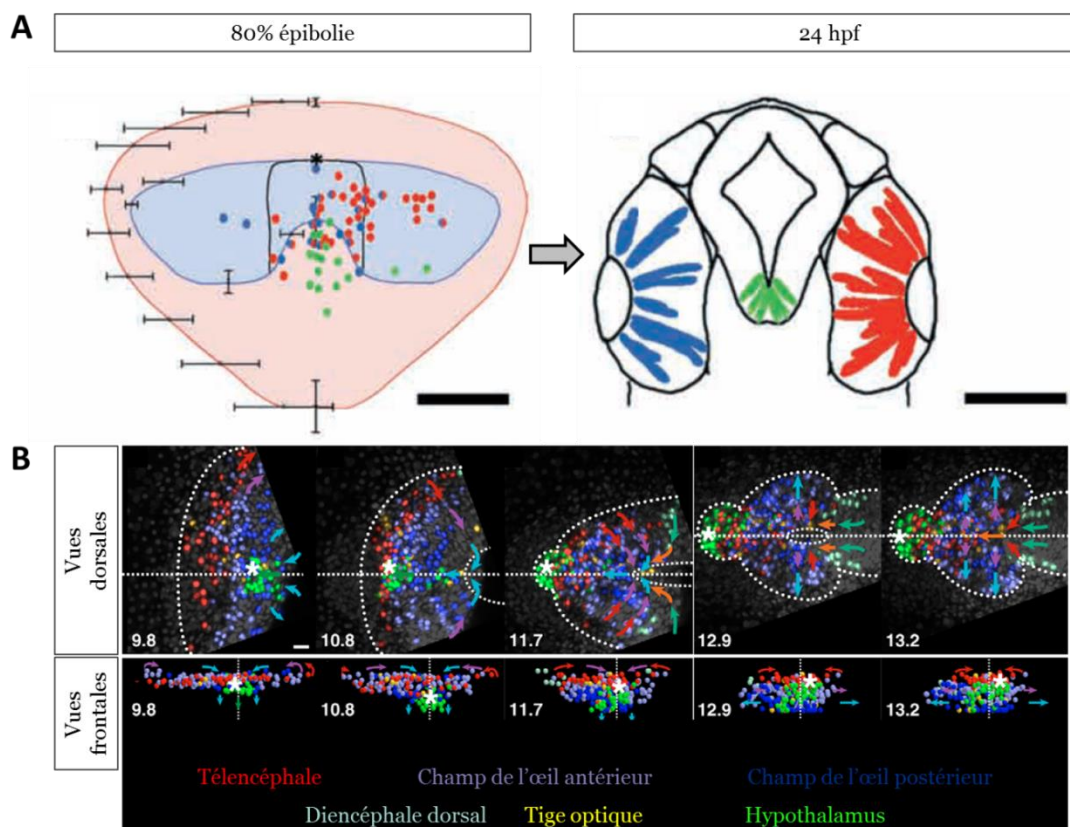 A
80% épibolie
24 hpf
*
B
Vues dorsales
9.8
10.8
11.7
12.9
13.2
Vues frontales
9.8
10.8
11.7
12.9
13.2
Télencéphale
Champ de l'œil antérieur
Champ de l'œil postérieur
Diencéphale dorsal
Tige optique
Hypothalamus